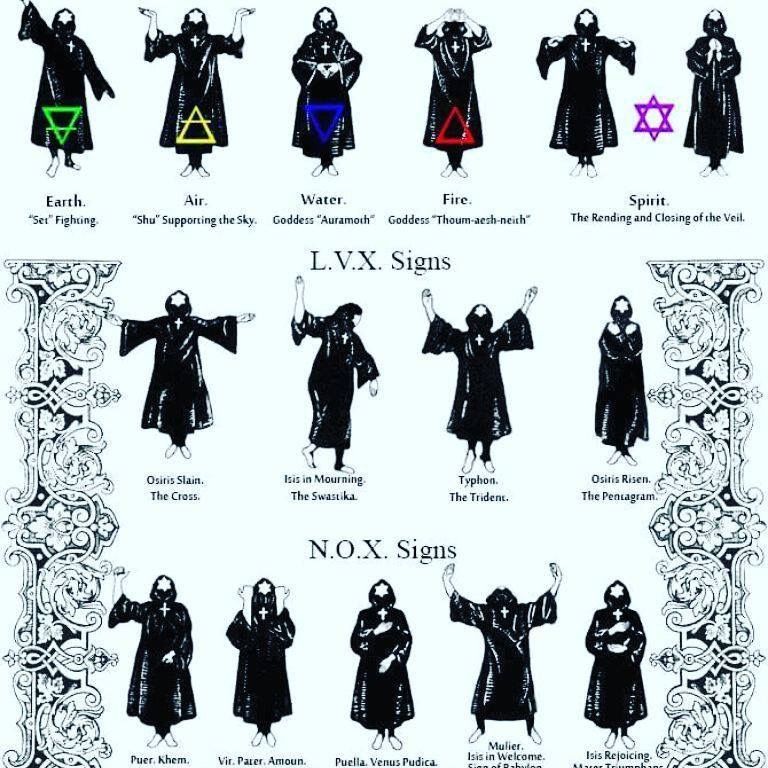 Earth.
"Set" Fighting.
Air.
"Shu" Supporting the Sky.
Water.
Goddess "Auramoth"
Fire.
Goddess "Thoum-aesh-neith"
Spirit.
The Rending and Closing of the Veil.
L.V.X. Signs
Osiris Slain.
The Cross.
Isis in Mourning.
The Swastika.
Typhon.
The Trident.
Osiris Risen.
The Pentagram.
N.O.X. Signs
Puer. Khem.
Vir. Pater. Amoun.
Puella. Venus Pudica.
Mulier.
Isis in Welcome.
Sign of Babylon.
Isis Rejoicing.
Mater Triumphans